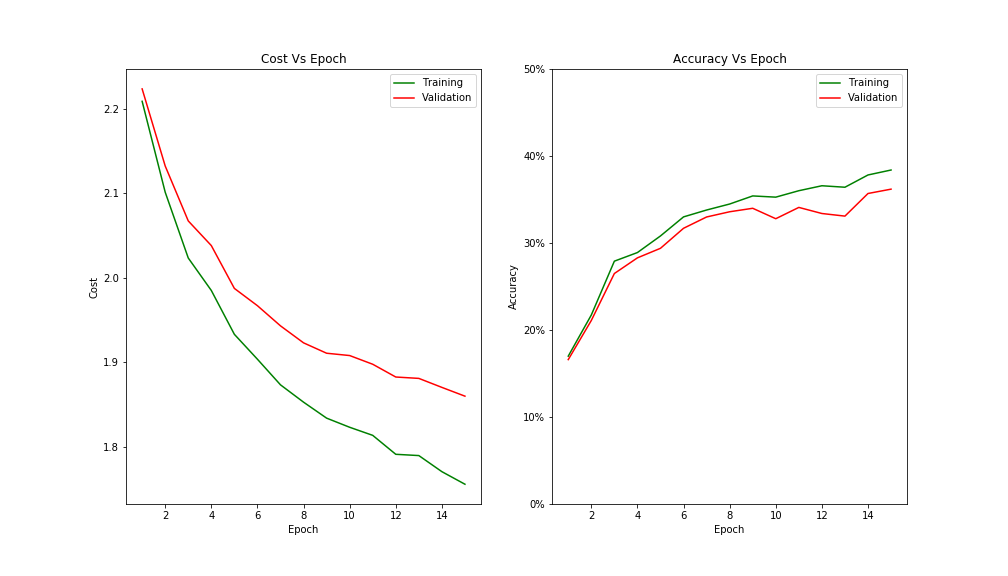 Cost Vs Epoch
Training
Validation
2.2
2.1
2.0
1.9
1.8
Cost
2 4 6 8 10 12 14
Epoch
Accuracy Vs Epoch
Training
Validation
50%
40%
30%
20%
10%
0%
Accuracy
2 4 6 8 10 12 14
Epoch